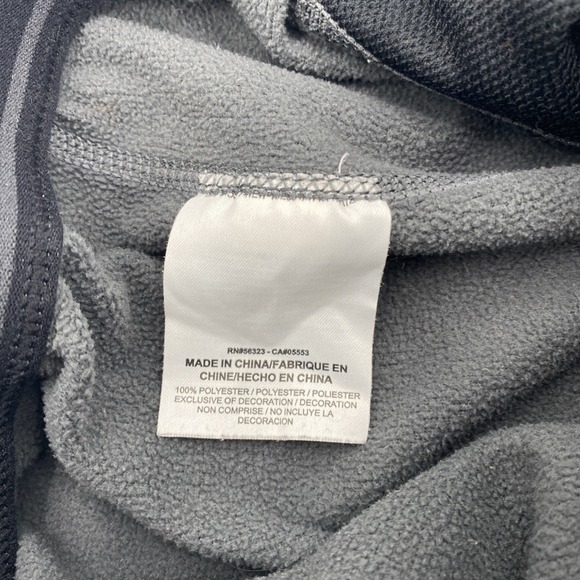 RN#56323 - CA#05553
MADE IN CHINA/FABRIQUE EN
CHINE/HECHO EN CHINA
100% POLYESTER / POLYESTER / POLIESTER
EXCLUSIVE OF DECORATION / DECORATION
NON COMPRISE / NO INCLUYE LA
DECORACION